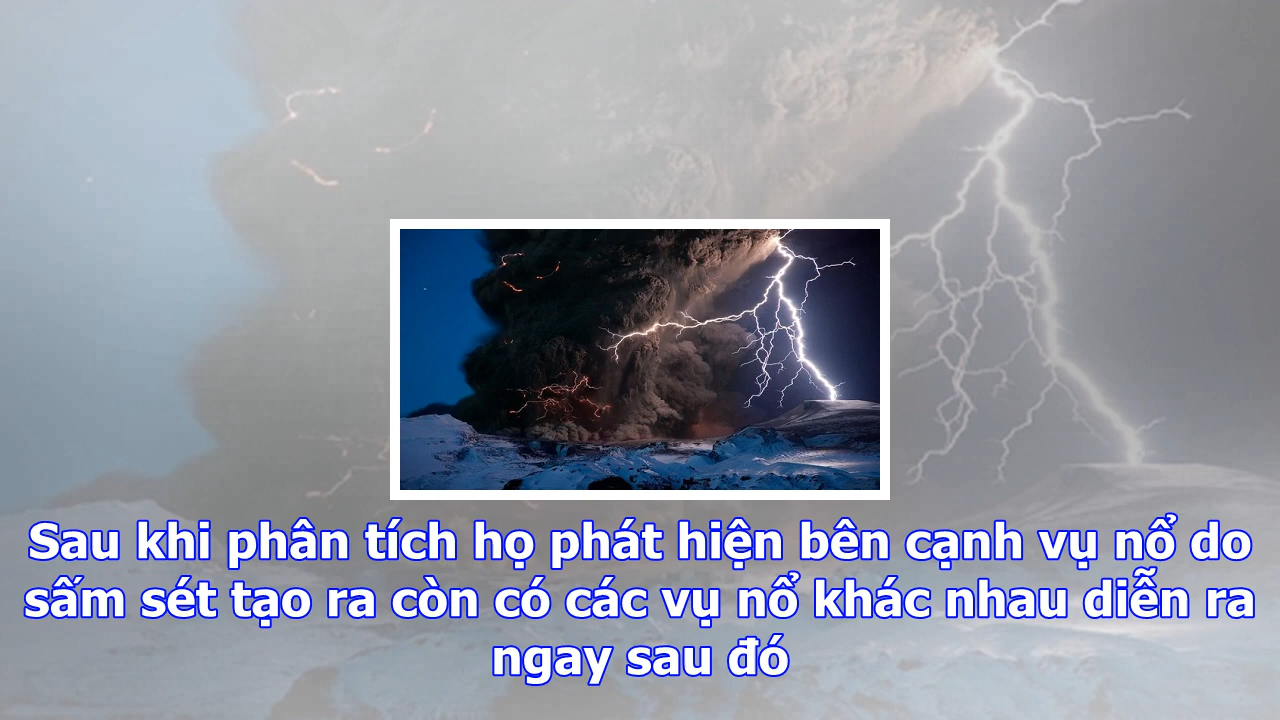 Sau khi phân tích họ phát hiện bên cạnh vụ nổ do
sấm sét tạo ra còn có các vụ nổ khác nhau diễn ra
ngay sau đó